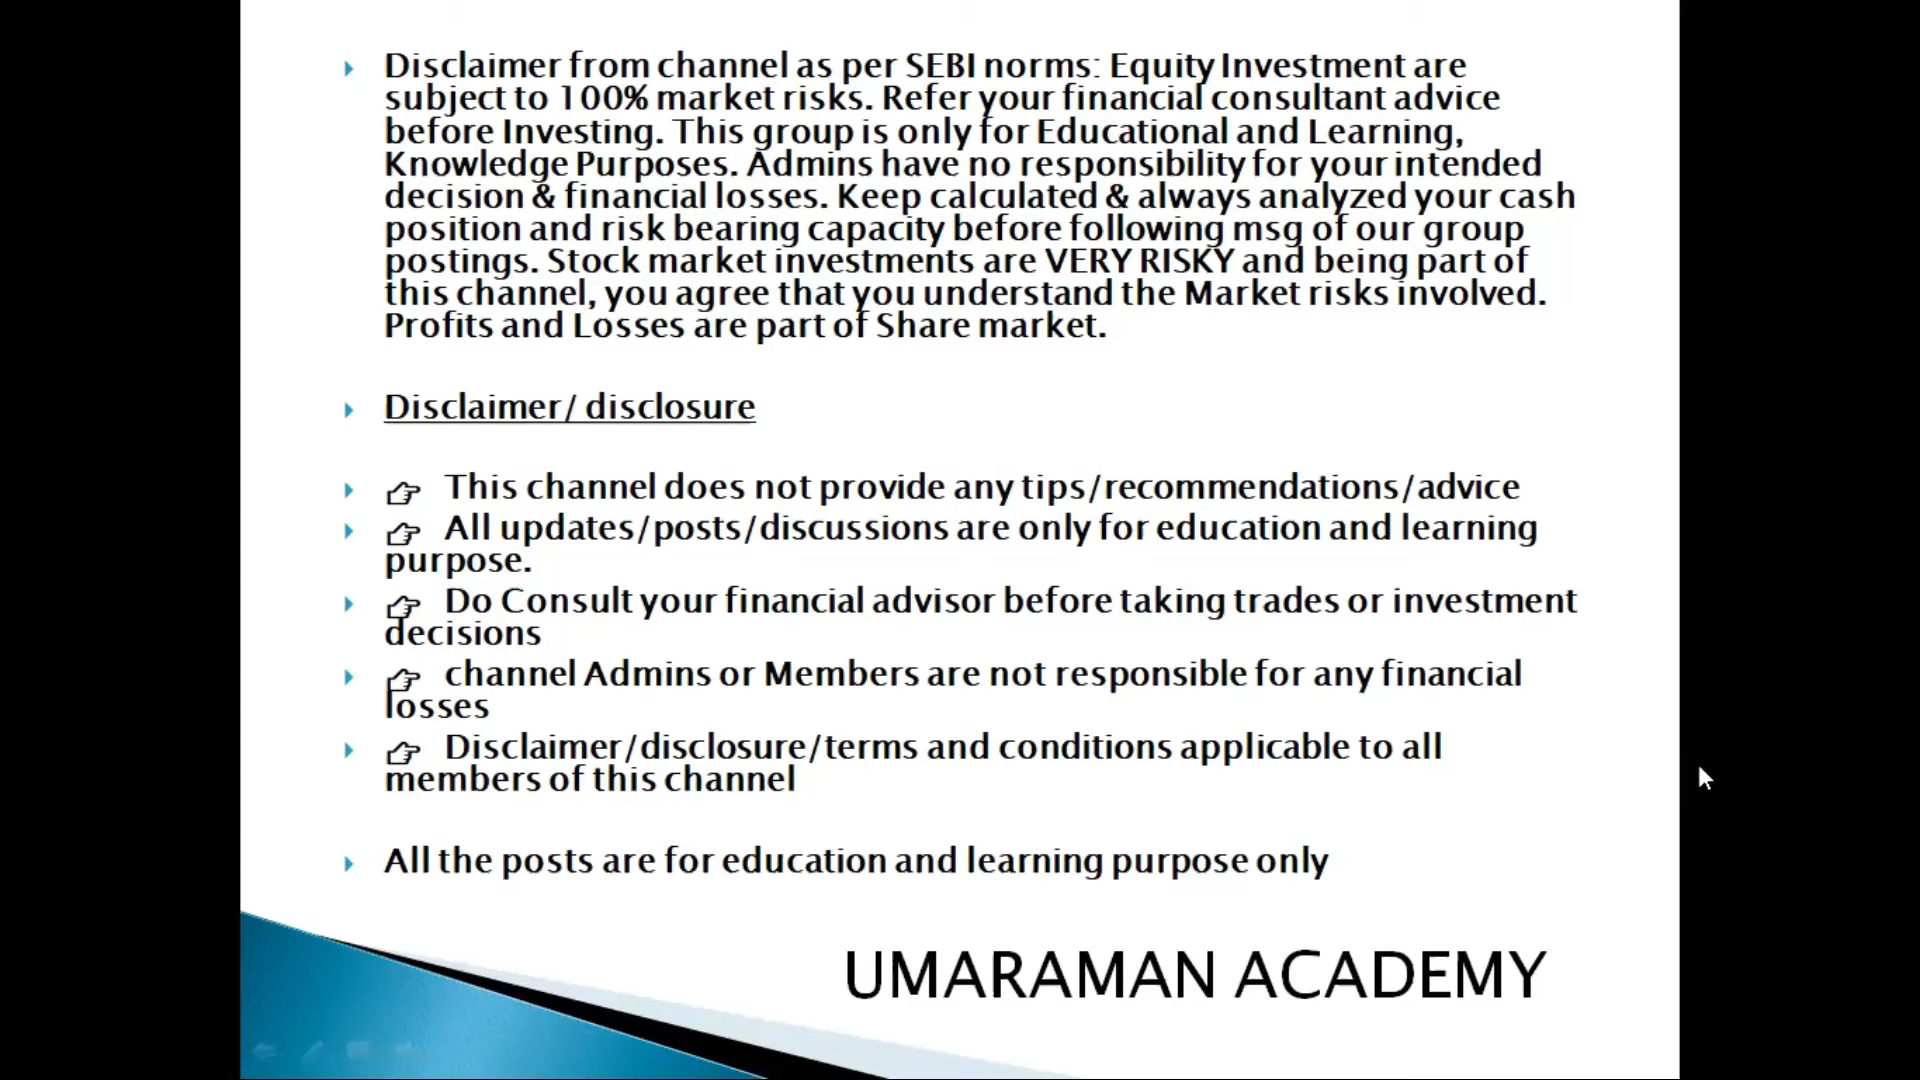 Disclaimer from channel as per SEBI norms: Equity Investment are
subject to 100% market risks. Refer your financial consultant advice
before Investing. This group is only for Educational and Learning,
Knowledge Purposes. Admins have no responsibility for your intended
decision & financial losses. Keep calculated & always analyzed your cash
position and risk bearing capacity before following msg of our group
postings. Stock market investments are VERY RISKY and being part of
this channel, you agree that you understand the Market risks involved.
Profits and Losses are part of Share market.
Disclaimer/ disclosure
👉 This channel does not provide any tips/recommendations/advice
👉 All updates/posts/discussions are only for education and learning
purpose.
👉 Do Consult your financial advisor before taking trades or investment
decisions
👉 channel Admins or Members are not responsible for any financial
losses
👉 Disclaimer/disclosure/terms and conditions applicable to all
members of this channel
All the posts are for education and learning purpose only
UMARAMAN ACADEMY